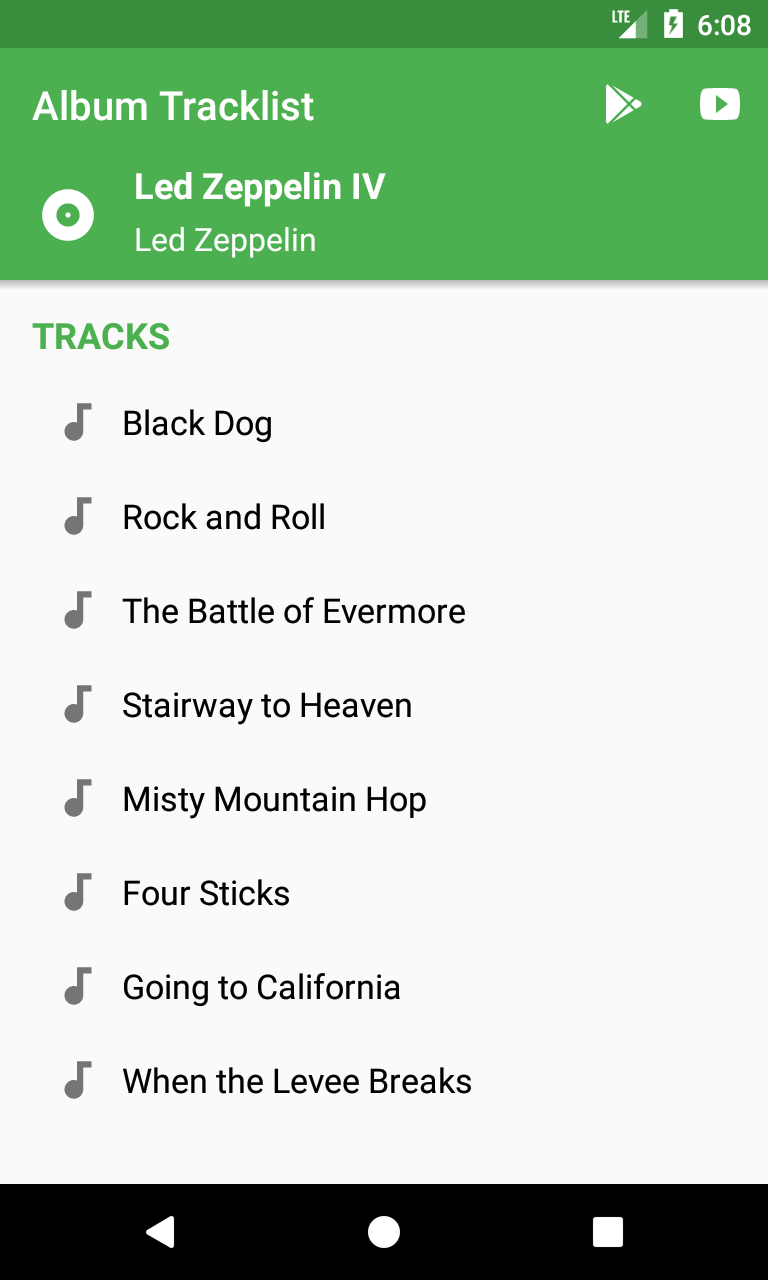 LTE 6:08
Album Tracklist
Led Zeppelin IV
Led Zeppelin
TRACKS
Black Dog
Rock and Roll
The Battle of Evermore
Stairway to Heaven
Misty Mountain Hop
Four Sticks
Going to California
When the Levee Breaks